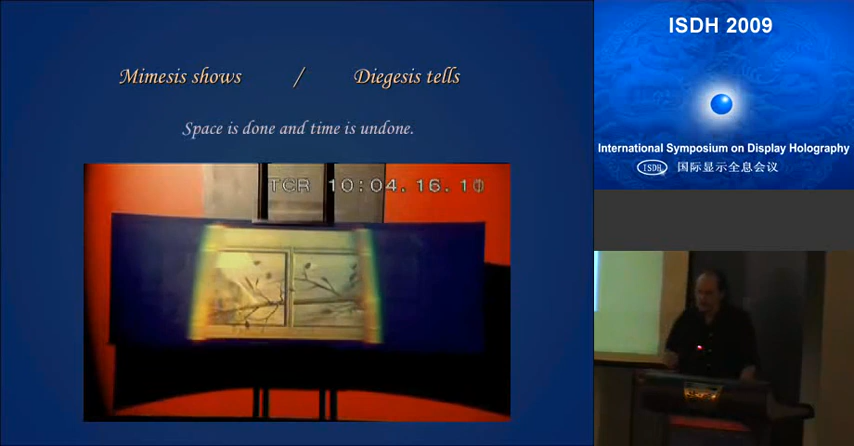 Mimesis shows / Diegesis tells
Space is done and time is undone.
TCR 10:04.16.10
ISDH 2009
International Symposium on Display Holography
ISDH 国际显示全息会议